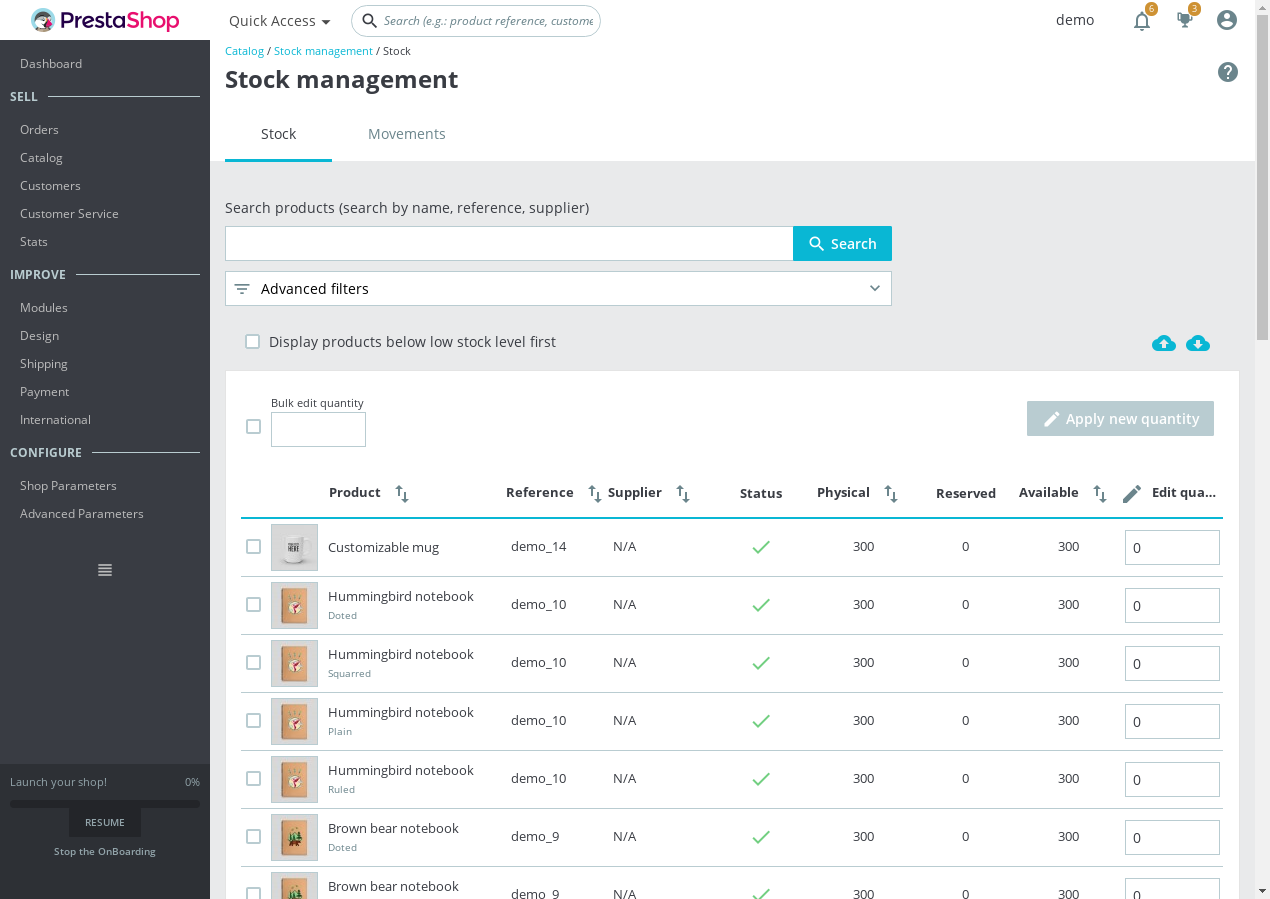 PrestaShop
Quick Access
Search (e.g.: product reference, custome
demo
6
3
Catalog / Stock management / Stock
Stock management
Stock
Movements
Dashboard
SELL
Orders
Catalog
Customers
Customer Service
Stats
IMPROVE
Modules
Design
Shipping
Payment
International
CONFIGURE
Shop Parameters
Advanced Parameters
Launch your shop! 0%
RESUME
Stop the OnBoarding
Search products (search by name, reference, supplier)
Search
Advanced filters
Display products below low stock level first
Bulk edit quantity
Apply new quantity
Product Reference Supplier Status Physical Reserved Available Edit qua...
Customizable mug demo_14 N/A 300 0 300 0
Hummingbird notebook demo_10 N/A 300 0 300 0
Doted
Hummingbird notebook demo_10 N/A 300 0 300 0
Squarred
Hummingbird notebook demo_10 N/A 300 0 300 0
Plain
Hummingbird notebook demo_10 N/A 300 0 300 0
Ruled
Brown bear notebook demo_9 N/A 300 0 300 0
Doted
Brown bear notebook demo_9 N/A 300 0 300 0